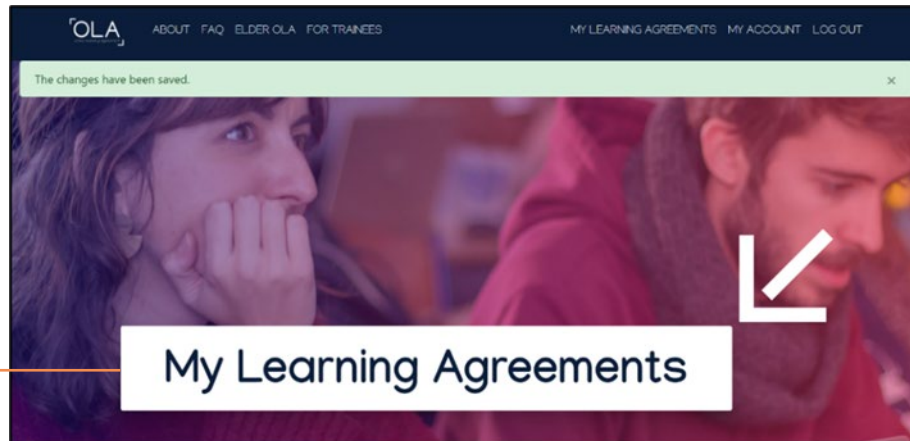 OLA ABOUT FAQ ELDER OLA FOR TRAINEES MY LEARNING AGREEMENTS MY ACCOUNT LOG OUT
The changes have been saved. ×
My Learning Agreements